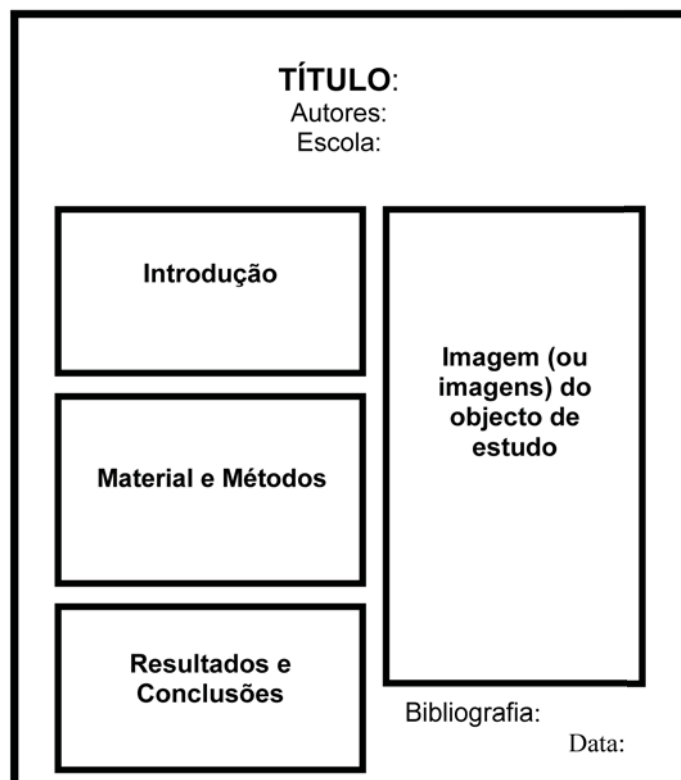 TÍTULO:
Autores:
Escola:
Introdução
Material e Métodos
Resultados e
Conclusões
Imagem (ou
imagens) do
objecto de
estudo
Bibliografia:
Data: